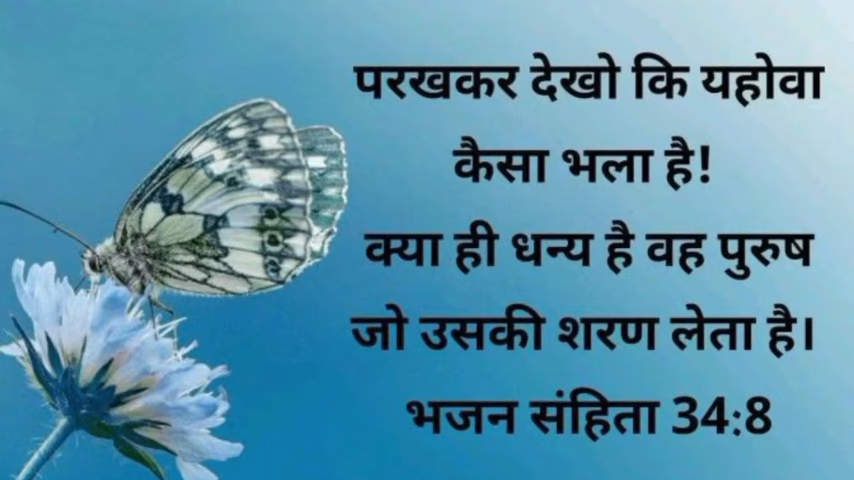 परखकर देखो कि यहोवा
कैसा भला है!
क्या ही धन्य है वह पुरुष
जो उसकी शरण लेता है।
भजन संहिता 34:8